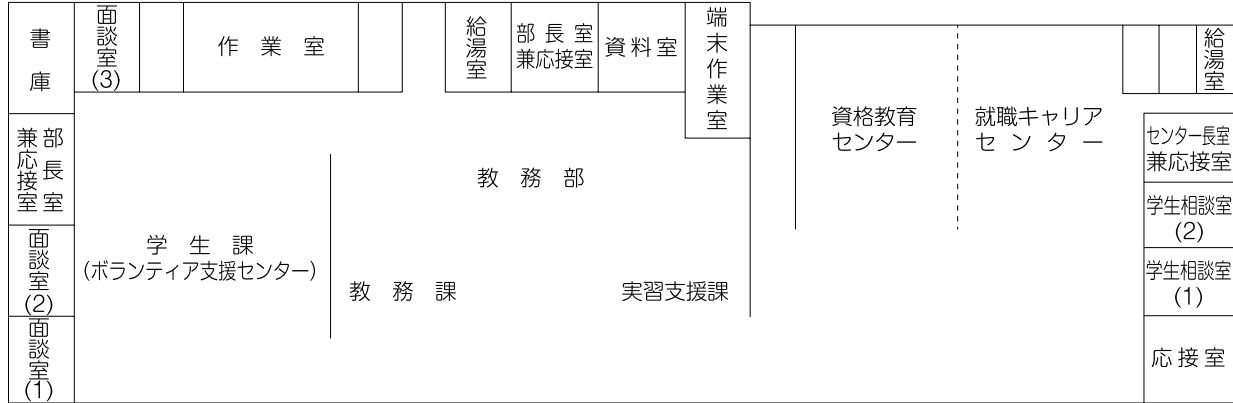 書庫
面談室
(3)
作業室
給湯室
部長室
兼応接室
資料室
端末作業室
資格教育
センター
就職キャリア
センター
給湯室
部長室
兼応接室
センター長室
兼応接室
教務部
学生相談室
(2)
面談室
(2)
学生課
(ボランティア支援センター)
教務課
実習支援課
学生相談室
(1)
面談室
(1)
応接室